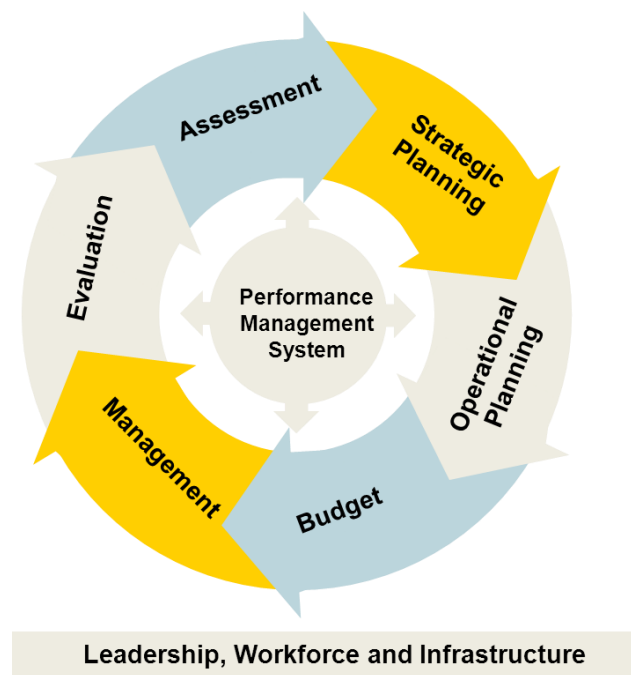 Assessment
Strategic
Planning
Operational
Planning
Budget
Management
Evaluation
Performance
Management
System
Leadership, Workforce and Infrastructure